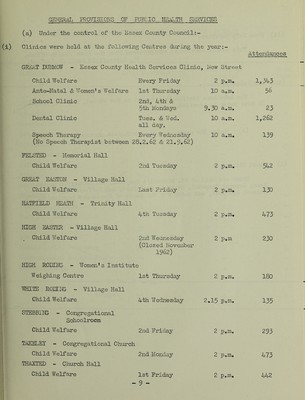 GENERAL PROVISIONS OF PUBLIC HEALTH SERVICES
(a) Under the control of the Essex County Council:-
(i) Clinics were held at the following Centres during the year:-
Attendances
GREAT DUNMOW - Essex County Health Services Clinic, New Street
Child Welfare Every Friday 2 p.m. 1,343
Ante-Natal & Women's Welfare 1st Thursday 10 a.m. 56
School Clinic 2nd, 4th &
5th Mondays 9.30 a.m. 23
Dental Clinic Tues. & Wed. 10 a.m. 1,262
all day.
Speech Therapy Every Wednesday 10 a.m. 139
(No Speech Therapist between 28.2.62 & 21.9.62)
FELSTED - Memorial Hall
Child Welfare 2nd Tuesday 2 p.m. 542
GREAT EASTON - Village Hall
Child Welfare Last Friday 2 p.m. 130
HATFIELD HEATH - Trinity Hall
Child Welfare 4th Tuesday 2 p.m. 473
HIGH EASTER - Village Hall
Child Welfare 2nd Wednesday 2 p.m 230
(Closed November
1962)
HIGH RODING - Women's Institute
Weighing Centre 1st Thursday 2 p.m. 180
WHITE RODING - Village Hall
Child Welfare 4th Wednesday 2.15 p.m. 135
STEBBING - Congregational
Schoolroom
Child Welfare 2nd Friday 2 p.m. 293
TAKELEY - Congregational Church
Child Welfare 2nd Monday 2 p.m. 473
THAXTED - Church Hall
Child Welfare 1st Friday 2 p.m. 442
- 9 -